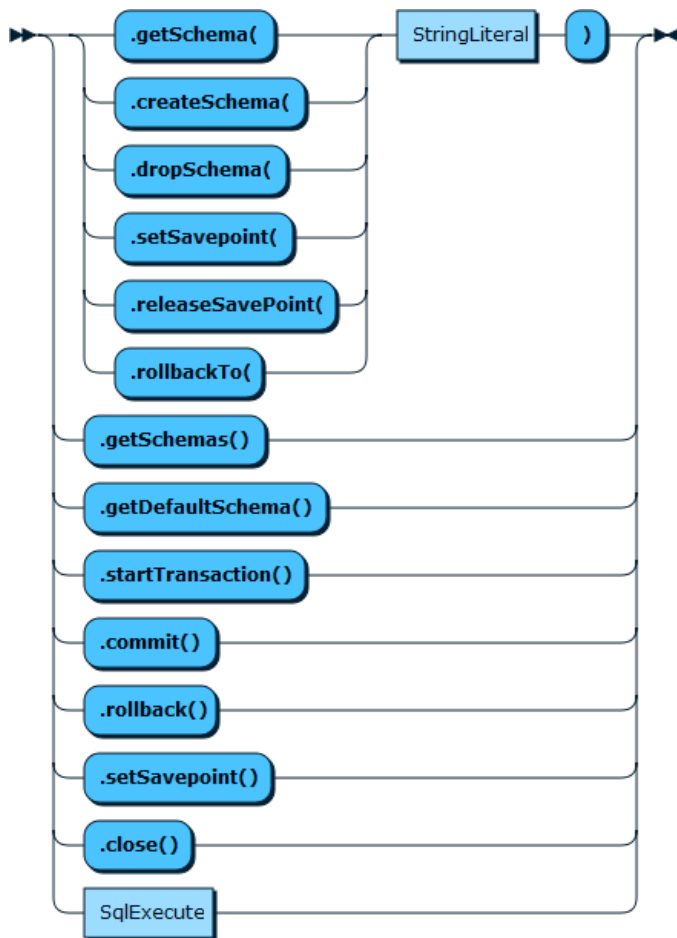 .getSchema( StringLiteral )
.createSchema(
.dropSchema(
.setSavepoint(
.releaseSavePoint(
.rollbackTo(
.getSchemas()
.getDefaultSchema()
.startTransaction()
.commit()
.rollback()
.setSavepoint()
.close()
SqlExecute